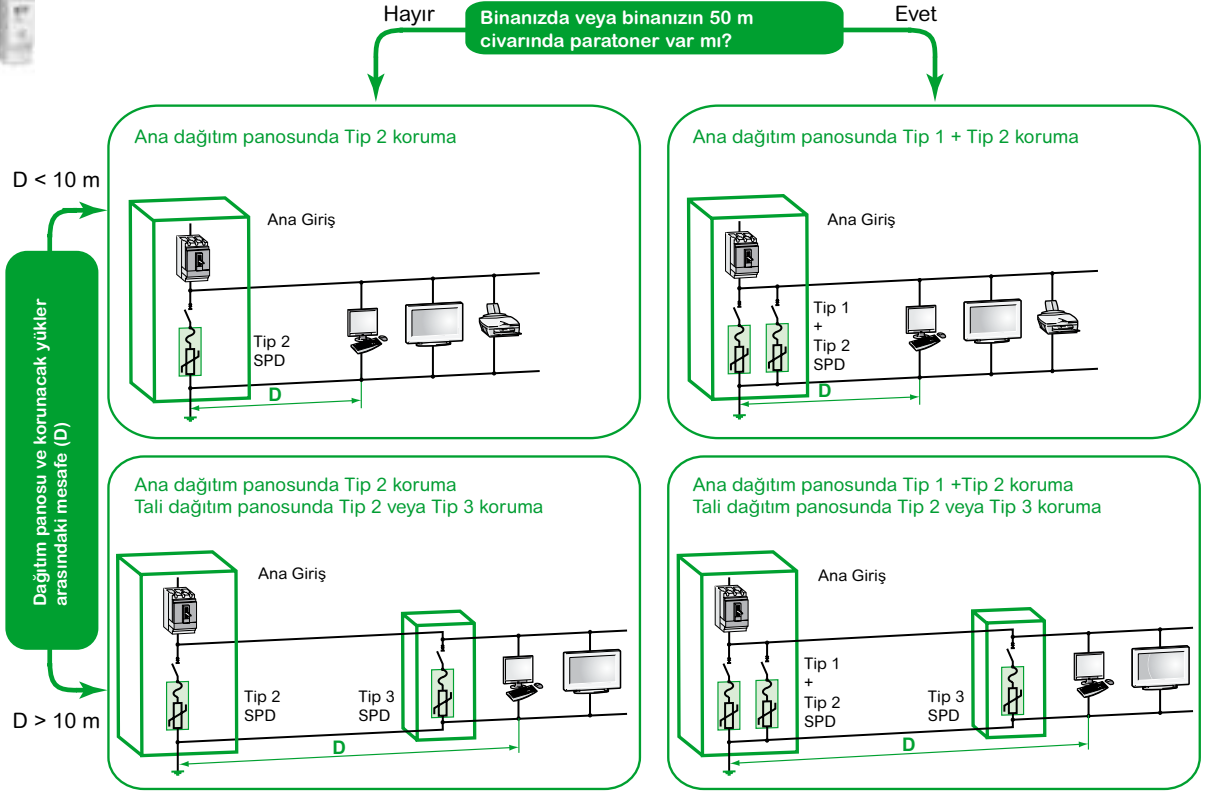 Hayır
Binanızda veya binanızın 50 m
civarında paratoner var mı?
Evet
D < 10 m
Dağıtım panosu ve korunacak yükler
arasındaki mesafe (D)
D > 10 m
Ana dağıtım panosunda Tip 2 koruma
Ana Giriş
Tip 2
SPD
D
Ana dağıtım panosunda Tip 1 + Tip 2 koruma
Ana Giriş
Tip 1
+
Tip 2
SPD
D
Ana dağıtım panosunda Tip 2 koruma
Tali dağıtım panosunda Tip 2 veya Tip 3 koruma
Ana Giriş
Tip 2
SPD
Tip 3
SPD
D
Ana dağıtım panosunda Tip 1 +Tip 2 koruma
Tali dağıtım panosunda Tip 2 veya Tip 3 koruma
Ana Giriş
Tip 1
+
Tip 2
SPD
Tip 3
SPD
D